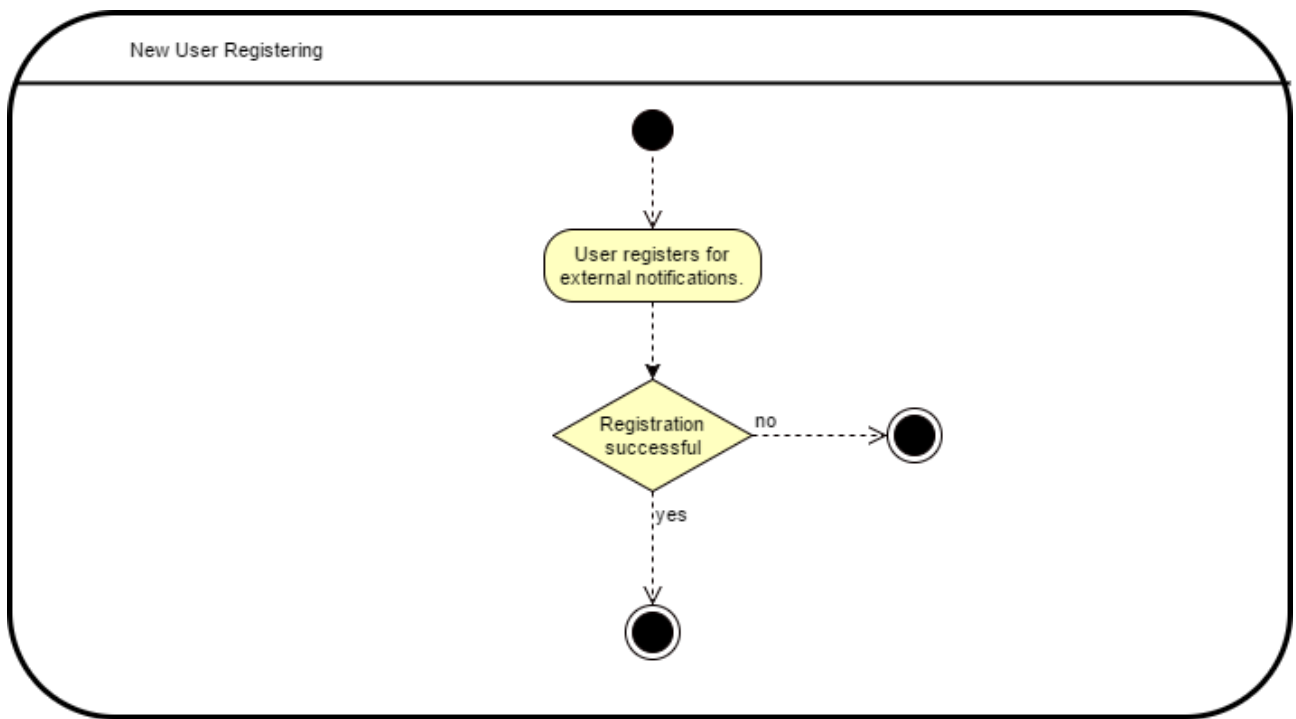 New User Registering
User registers for
external notifications.
Registration
successful
no
yes